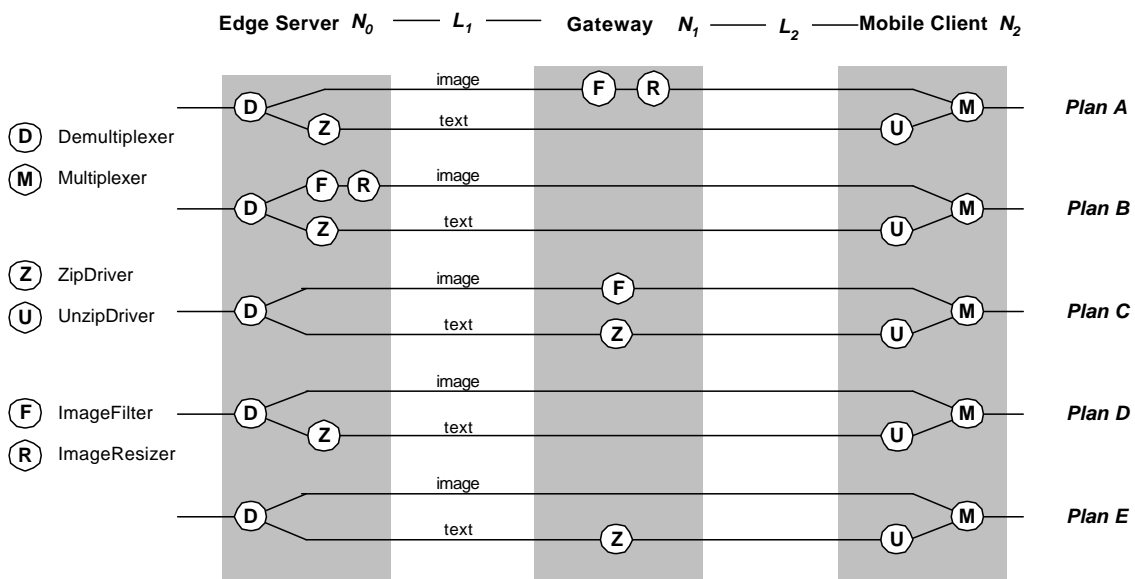 Edge Server N0 L1 Gateway N1 L2 Mobile Client N2
image
F R
D M Plan A
text
Z U
D Demultiplexer
M Multiplexer
F R image
D M Plan B
text
Z U
Z ZipDriver
image
F
D M Plan C
U UnzipDriver
text
Z U
image
F ImageFilter
D M Plan D
text
Z U
R ImageResizer
image
D M Plan E
text
Z U